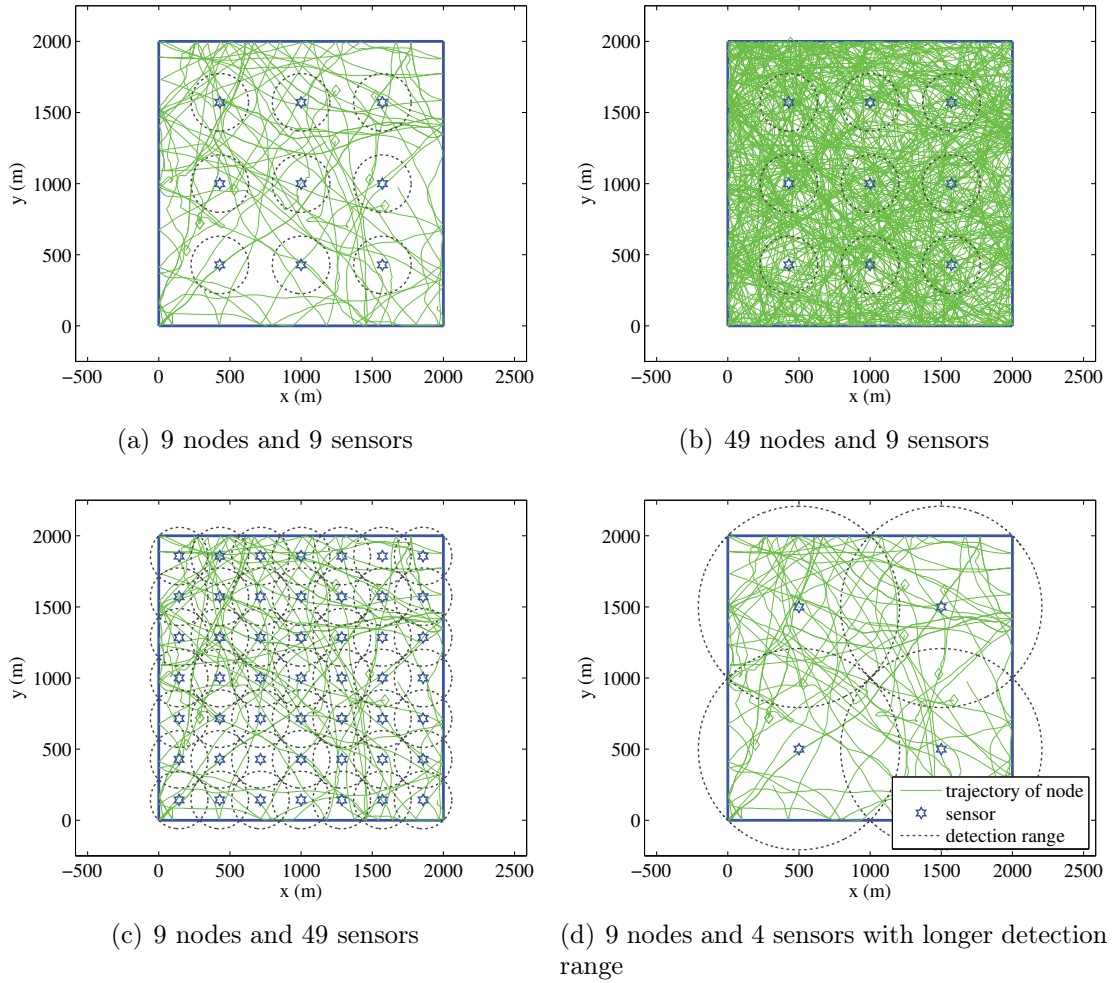 2000
1500
1000
500
0
y (m)
−500 0 500 1000 1500 2000 2500
x (m)
(a) 9 nodes and 9 sensors
2000
1500
1000
500
0
y (m)
−500 0 500 1000 1500 2000 2500
x (m)
(b) 49 nodes and 9 sensors
2000
1500
1000
500
0
y (m)
−500 0 500 1000 1500 2000 2500
x (m)
(c) 9 nodes and 49 sensors
2000
1500
1000
500
0
y (m)
trajectory of node
sensor
detection range
−500 0 500 1000 1500 2000 2500
x (m)
(d) 9 nodes and 4 sensors with longer detection
range